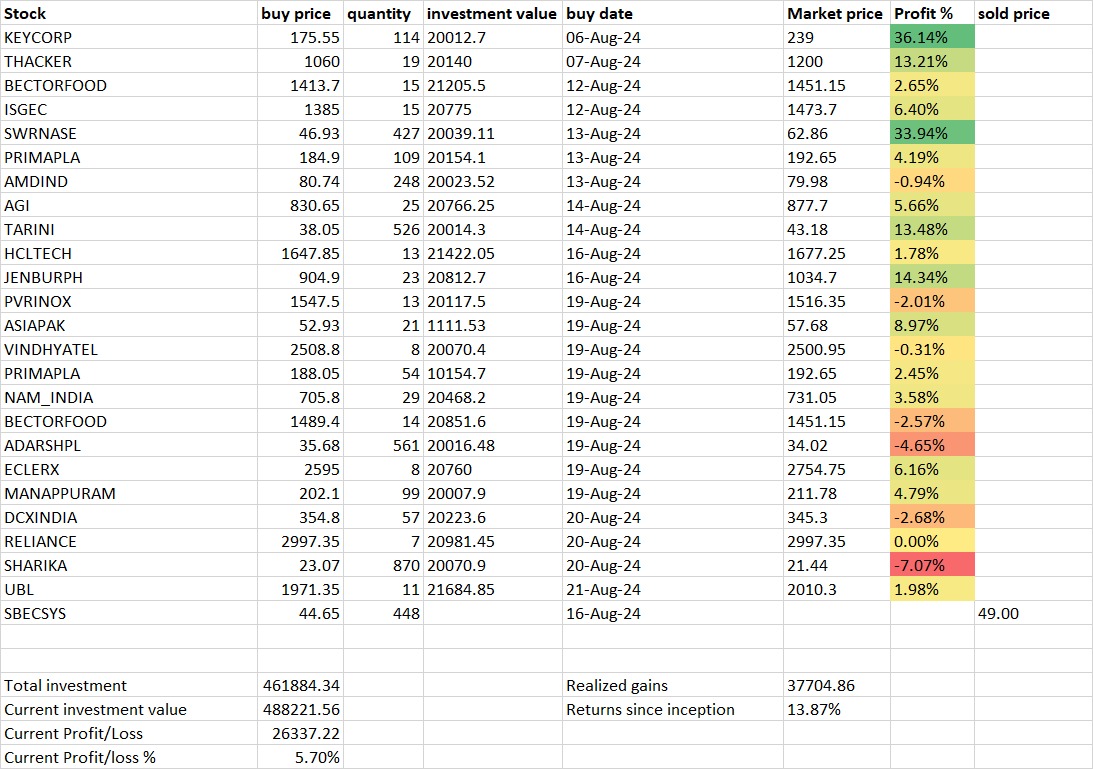 Stock buy price quantity investment value buy date Market price Profit % sold price
KEYCORP 175.55 114 20012.7 06-Aug-24 239 36.14%
THACKER 1060 19 20140 07-Aug-24 1200 13.21%
BECTORFOOD 1413.7 15 21205.5 12-Aug-24 1451.15 2.65%
ISGEC 1385 15 20775 12-Aug-24 1473.7 6.40%
SWRNASE 46.93 427 20039.11 13-Aug-24 62.86 33.94%
PRIMAPLA 184.9 109 20154.1 13-Aug-24 192.65 4.19%
AMDIND 80.74 248 20023.52 13-Aug-24 79.98 -0.94%
AGI 830.65 25 20766.25 14-Aug-24 877.7 5.66%
TARINI 38.05 526 20014.3 14-Aug-24 43.18 13.48%
HCLTECH 1647.85 13 21422.05 16-Aug-24 1677.25 1.78%
JENBURPH 904.9 23 20812.7 16-Aug-24 1034.7 14.34%
PVRINOX 1547.5 13 20117.5 19-Aug-24 1516.35 -2.01%
ASIAPAK 52.93 21 1111.53 19-Aug-24 57.68 8.97%
VINDHYATEL 2508.8 8 20070.4 19-Aug-24 2500.95 -0.31%
PRIMAPLA 188.05 54 10154.7 19-Aug-24 192.65 2.45%
NAM_INDIA 705.8 29 20468.2 19-Aug-24 731.05 3.58%
BECTORFOOD 1489.4 14 20851.6 19-Aug-24 1451.15 -2.57%
ADARSHPL 35.68 561 20016.48 19-Aug-24 34.02 -4.65%
ECLERX 2595 8 20760 19-Aug-24 2754.75 6.16%
MANAPPURAM 202.1 99 20007.9 19-Aug-24 211.78 4.79%
DCXINDIA 354.8 57 20223.6 20-Aug-24 345.3 -2.68%
RELIANCE 2997.35 7 20981.45 20-Aug-24 2997.35 0.00%
SHARIKA 23.07 870 20070.9 20-Aug-24 21.44 -7.07%
UBL 1971.35 11 21684.85 21-Aug-24 2010.3 1.98%
SBECSYS 44.65 448 16-Aug-24 49.00
Total investment 461884.34 Realized gains 37704.86
Current investment value 488221.56 Returns since inception 13.87%
Current Profit/Loss 26337.22
Current Profit/loss % 5.70%